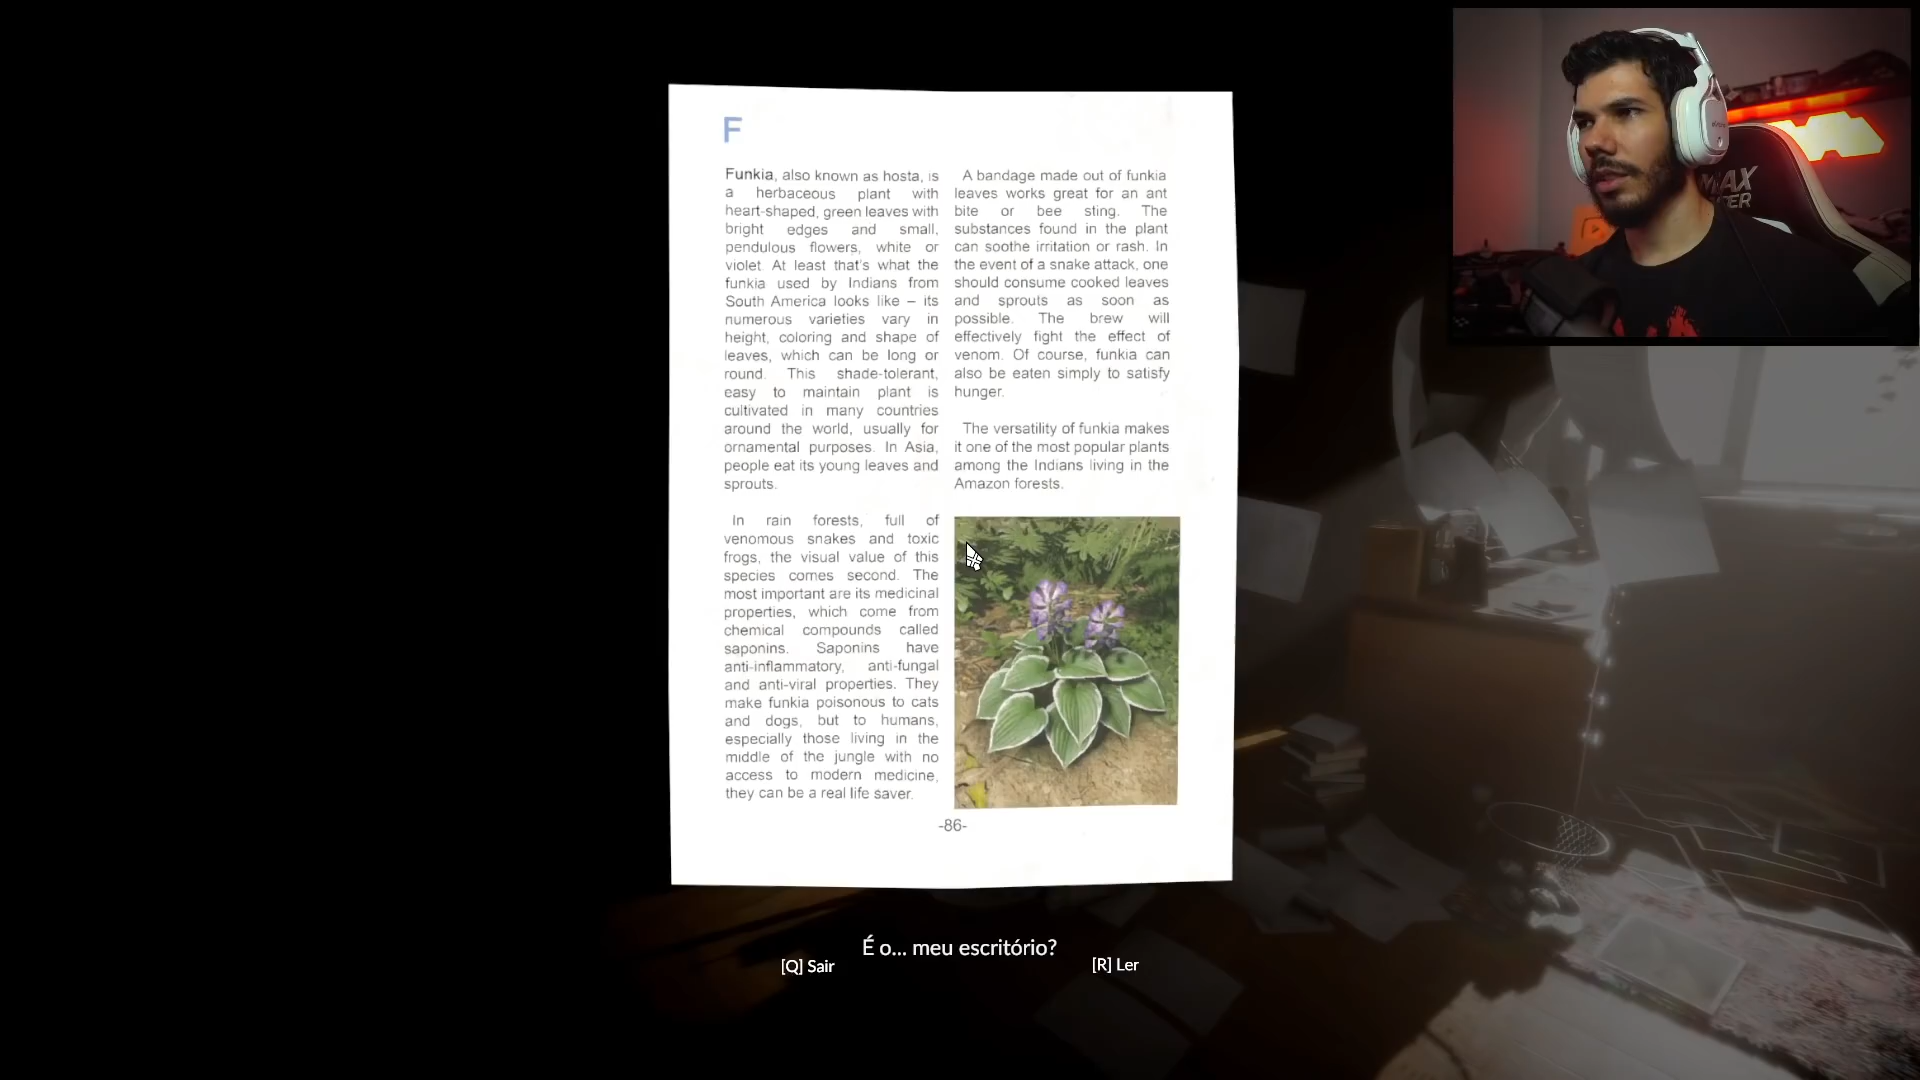 F
Funkia, also known as hosta, is
a herbaceous plant with
heart-shaped, green leaves with
bright edges and small,
pendulous flowers, white or
violet. At least that's what the
funkia used by Indians from
South America looks like – its
numerous varieties vary in
height, coloring and shape of
leaves, which can be long or
round. This shade-tolerant,
easy to maintain plant is
cultivated in many countries
around the world, usually for
ornamental purposes. In Asia,
people eat its young leaves and
sprouts.
In rain forests, full of
venomous snakes and toxic
frogs, the visual value of this
species comes second. The
most important are its medicinal
properties, which come from
chemical compounds called
saponins. Saponins have
anti-inflammatory, anti-fungal
and anti-viral properties. They
make funkia poisonous to cats
and dogs, but to humans,
especially those living in the
middle of the jungle with no
access to modern medicine,
they can be a real life saver.
A bandage made out of funkia
leaves works great for an ant
bite or bee sting. The
substances found in the plant
can soothe irritation or rash. In
the event of a snake attack, one
should consume cooked leaves
and sprouts as soon as
possible. The brew will
effectively fight the effect of
venom. Of course, funkia can
also be eaten simply to satisfy
hunger.
The versatility of funkia makes
it one of the most popular plants
among the Indians living in the
Amazon forests.
-86-
É o... meu escritório?
[Q] Sair
[R] Ler